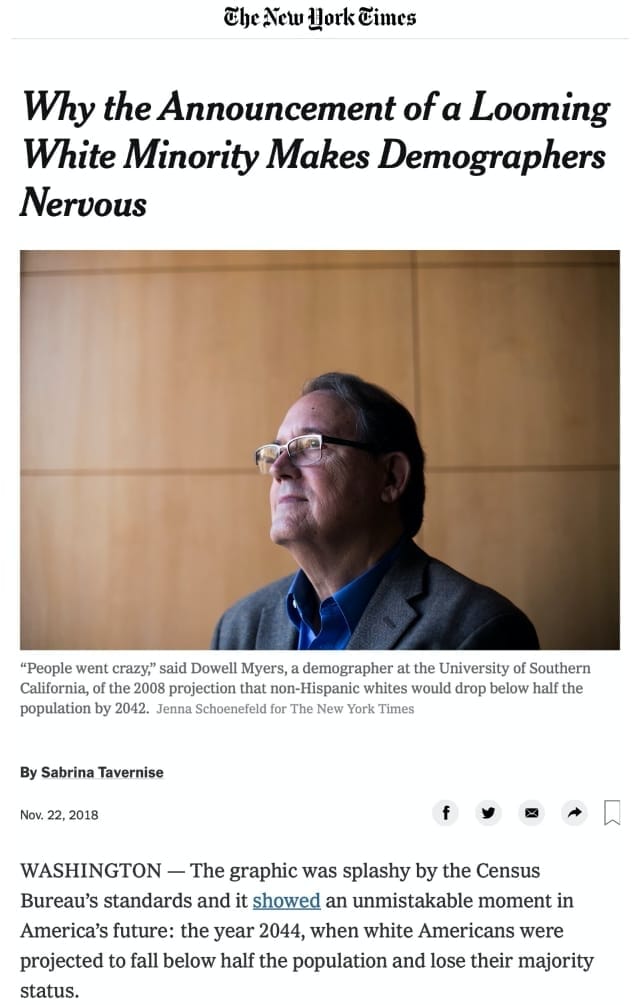 The New York Times
Why the Announcement of a Looming
White Minority Makes Demographers
Nervous
“People went crazy,” said Dowell Myers, a demographer at the University of Southern
California, of the 2008 projection that non-Hispanic whites would drop below half the
population by 2042. Jenna Schoenefeld for The New York Times
By Sabrina Tavernise
Nov. 22, 2018
WASHINGTON — The graphic was splashy by the Census
Bureau’s standards and it showed an unmistakable moment in
America’s future: the year 2044, when white Americans were
projected to fall below half the population and lose their majority
status.